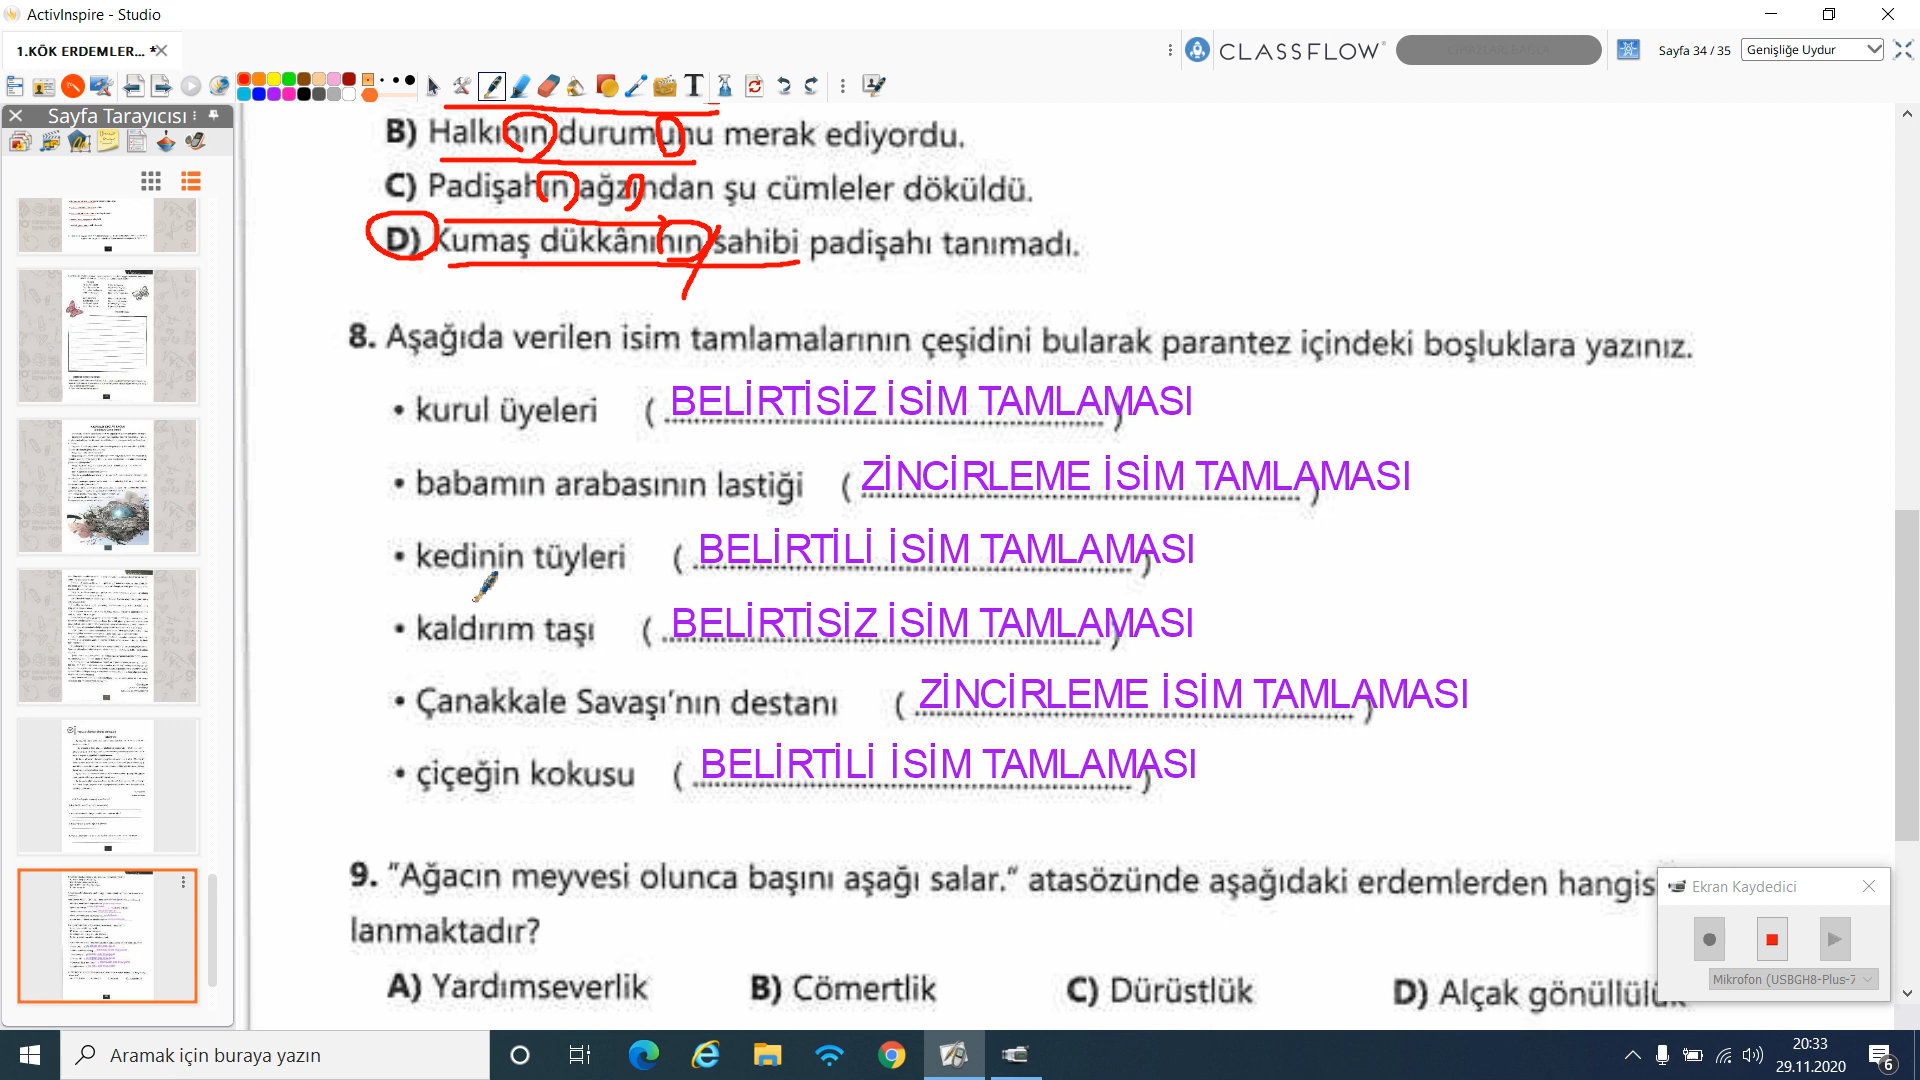 ActivInspire - Studio
1.KÖK ERDEMLER... *
CLASSFLOW
Sayfa 34 / 35
Genişliğe Uydur
Sayfa Tarayıcısı
B) Halkının durumunu merak ediyordu.
C) Padişahın ağzından şu cümleler döküldü.
D) Kumaş dükkânının sahibi padişahı tanımadı.
8. Aşağıda verilen isim tamlamalarının çeşidini bularak parantez içindeki boşluklara yazınız.
• kurul üyeleri ( BELİRTİSİZ İSİM TAMLAMASI )
• babamın arabasının lastiği ( ZİNCİRLEME İSİM TAMLAMASI )
• kedinin tüyleri ( BELİRTİLİ İSİM TAMLAMASI )
• kaldırım taşı ( BELİRTİSİZ İSİM TAMLAMASI )
• Çanakkale Savaşı’nın destanı ( ZİNCİRLEME İSİM TAMLAMASI )
• çiçeğin kokusu ( BELİRTİLİ İSİM TAMLAMASI )
9. "Ağacın meyvesi olunca başını aşağı salar." atasözünde aşağıdaki erdemlerden hangis
lanmaktadır?
A) Yardımseverlik B) Cömertlik C) Dürüstlük D) Alçak gönüllülük
Ekran Kaydedici
Mikrofon (USBGH8-Plus-7
Aramak için buraya yazın
20:33
29.11.2020
6